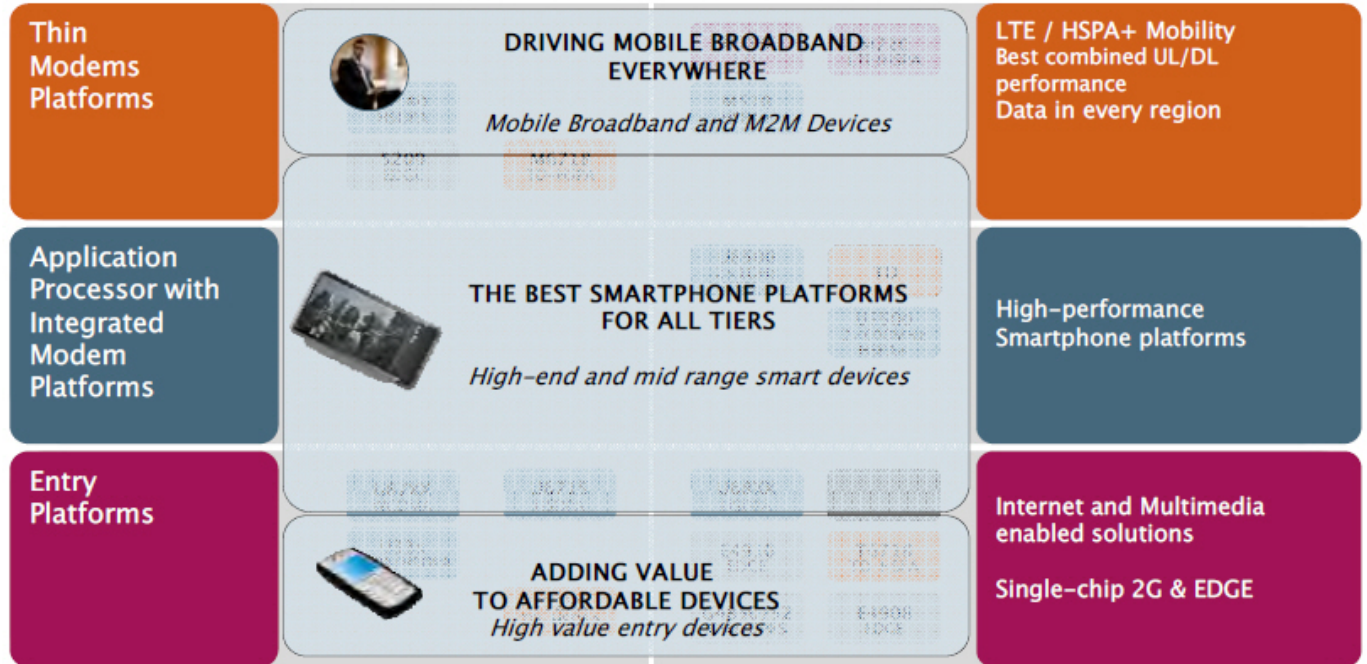 Thin
Modems
Platforms
DRIVING MOBILE BROADBAND
EVERYWHERE
Mobile Broadband and M2M Devices
LTE / HSPA+ Mobility
Best combined UL/DL
performance
Data in every region
Application
Processor with
Integrated
Modem
Platforms
THE BEST SMARTPHONE PLATFORMS
FOR ALL TIERS
High-end and mid range smart devices
High-performance
Smartphone platforms
Entry
Platforms
ADDING VALUE
TO AFFORDABLE DEVICES
High value entry devices
Internet and Multimedia
enabled solutions
Single-chip 2G & EDGE
E4908
EDGE